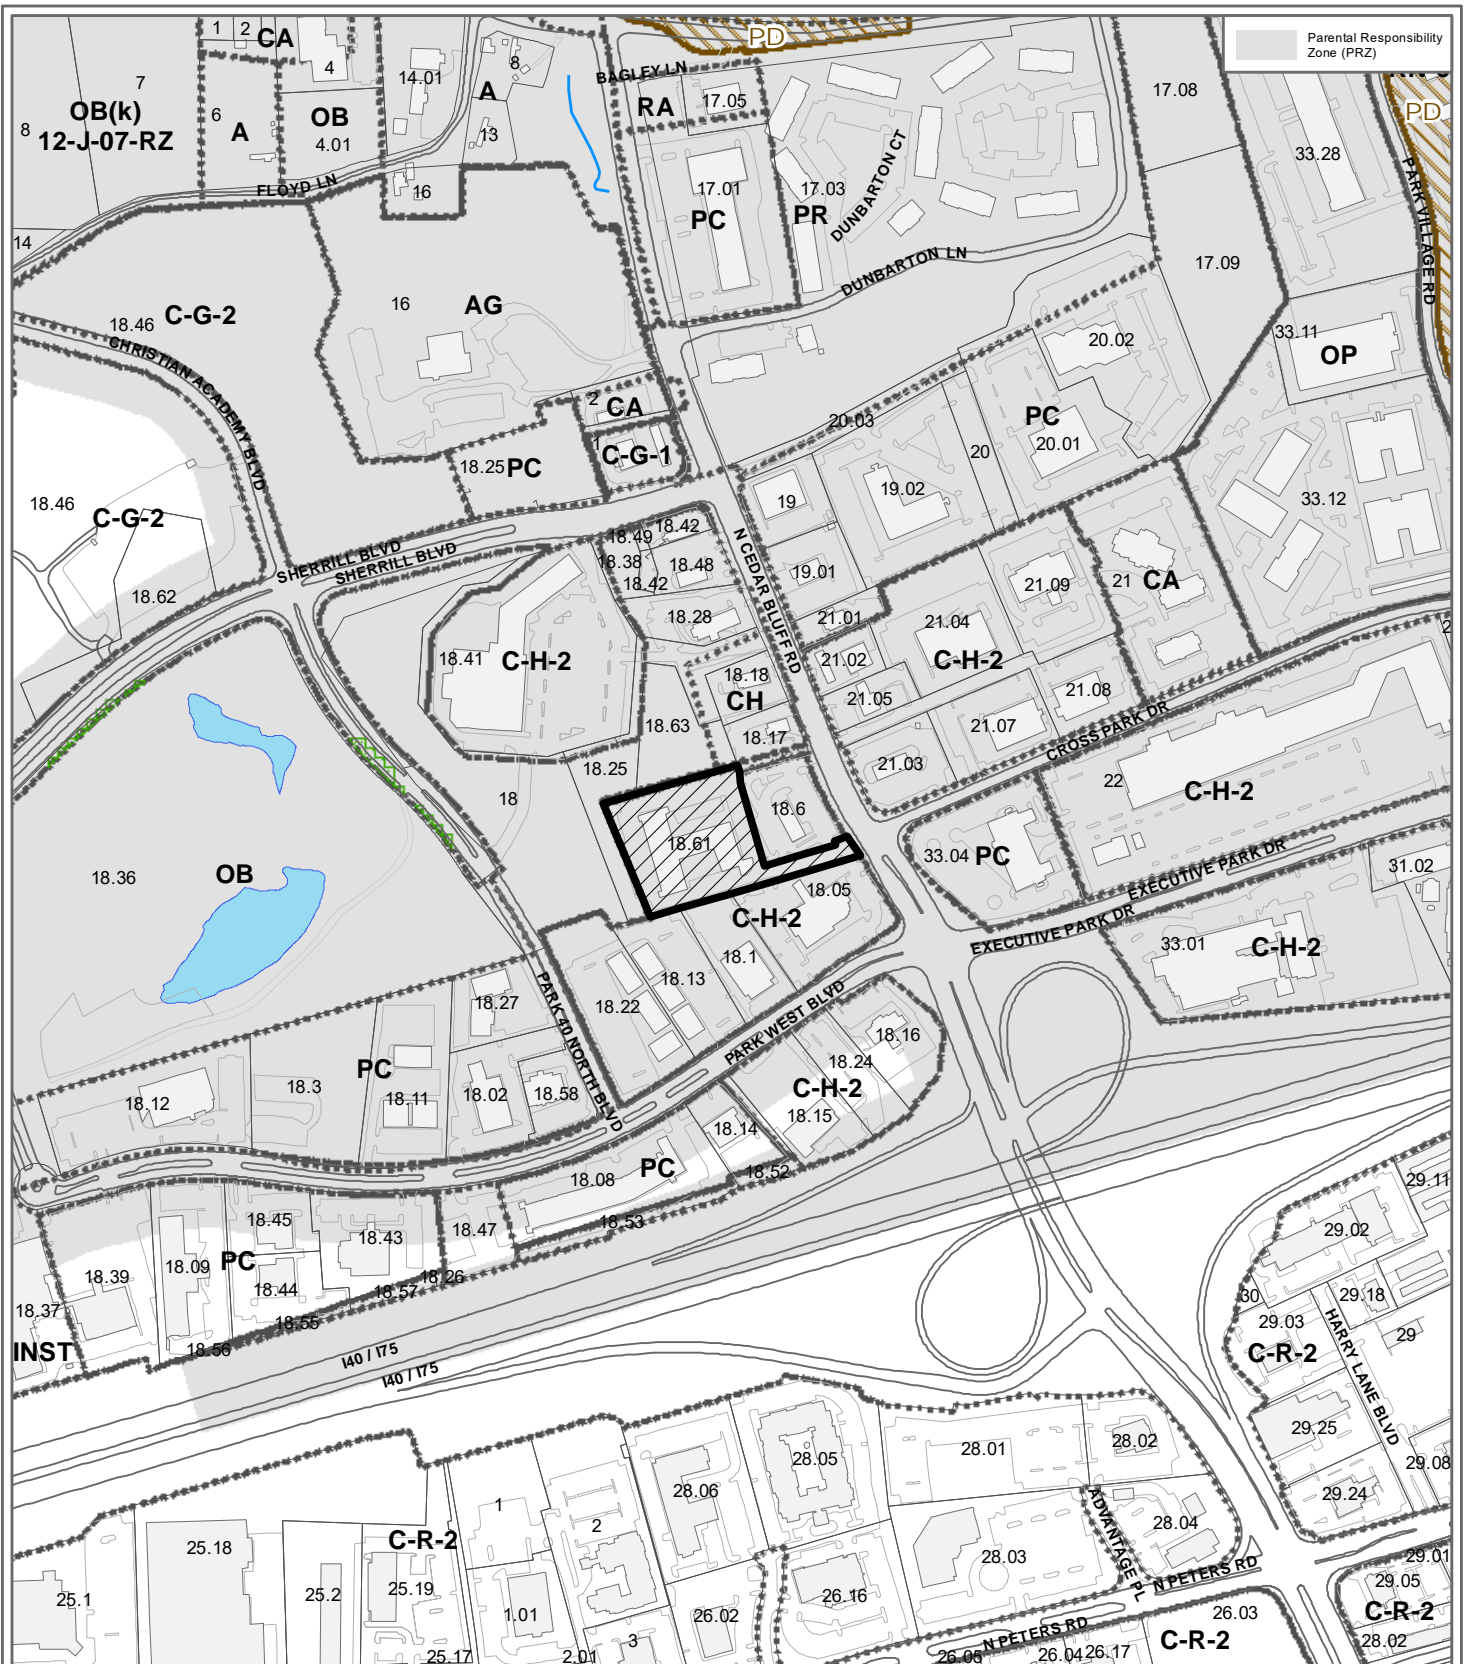 Parental Responsibility
Zone (PRZ)
PD
1
2
CA
4
7
OB(k)
12-J-07-RZ
8
6
A
OB
4.01
14.01
A
8
13
BAGLEY LN
RA
17.05
17.08
PD
33.28
FLOYD LN
16
17.01
PC
17.03
PR
DUNBARTON CT
PARK VILLAGE RD
14
17.09
DUNBARTON LN
18.46
C-G-2
16
AG
CHRISTIAN ACADEMY BLVD
20.02
33.11
OP
2
CA
20.03
PC
20.01
20
1
C-G-1
18.25
PC
19.02
19
33.12
18.46
C-G-2
18.42
18.49
N CEDAR BLUFF RD
SHERRILL BLVD
SHERRILL BLVD
18.38
18.48
18.42
19.01
21.09
21
CA
18.62
18.28
21.01
21.04
C-H-2
18.41
C-H-2
21.02
18.18
CH
21.05
21.08
18.63
18.17
21.07
CROSS PARK DR
21.03
18.25
22
C-H-2
18
18.6
18.61
33.04
PC
EXECUTIVE PARK DR
31.02
18.36
OB
18.05
C-H-2
EXECUTIVE PARK DR
33.01
C-H-2
18.1
18.13
18.27
18.22
PARK 40 NORTH BLVD
PARK WEST BLVD
18.16
18.24
C-H-2
PC
18.3
18.11
18.02
18.58
18.12
18.15
18.14
18.52
18.08
PC
18.45
18.47
18.53
18.43
PC
18.09
18.39
18.44
18.26
18.57
18.37
18.55
18.56
INST
I40 / I75
I40 / I75
29.11
29.02
30
29.18
29.03
29
C-R-2
HARRY LANE BLVD
29.25
29.08
29.24
28.01
28.02
28.05
28.06
1
2
C-R-2
ADVANTAGE PL
28.04
25.18
28.03
N PETERS RD
29.01
29.05
C-R-2
25.19
25.2
25.1
1.01
26.02
26.16
26.03
N PETERS RD
C-R-2
28.02
3
25.17
2.01
26.05
26.04
26.17